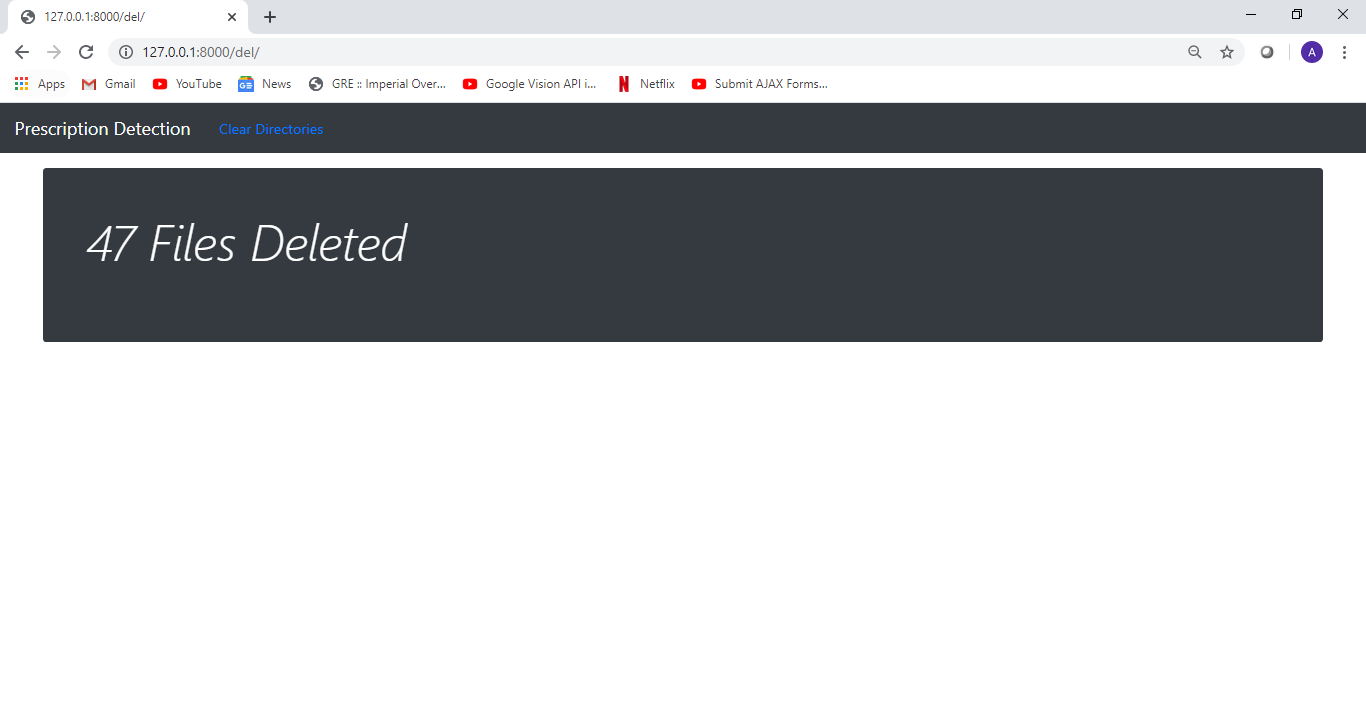 127.0.0.1:8000/del/
127.0.0.1:8000/del/
A
Apps Gmail YouTube GE News GRE :: Imperial Over... Google Vision API i... N Netflix Submit AJAX Forms...
Prescription Detection Clear Directories
47 Files Deleted